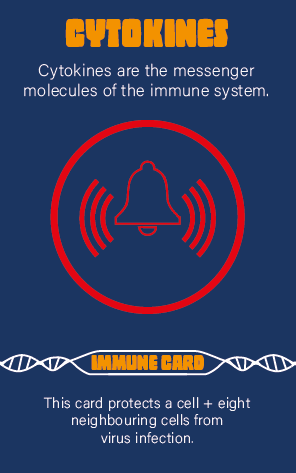 CYTOKINES
Cytokines are the messenger
molecules of the immune system.
IMMUNE CARD
This card protects a cell + eight
neighbouring cells from
virus infection.